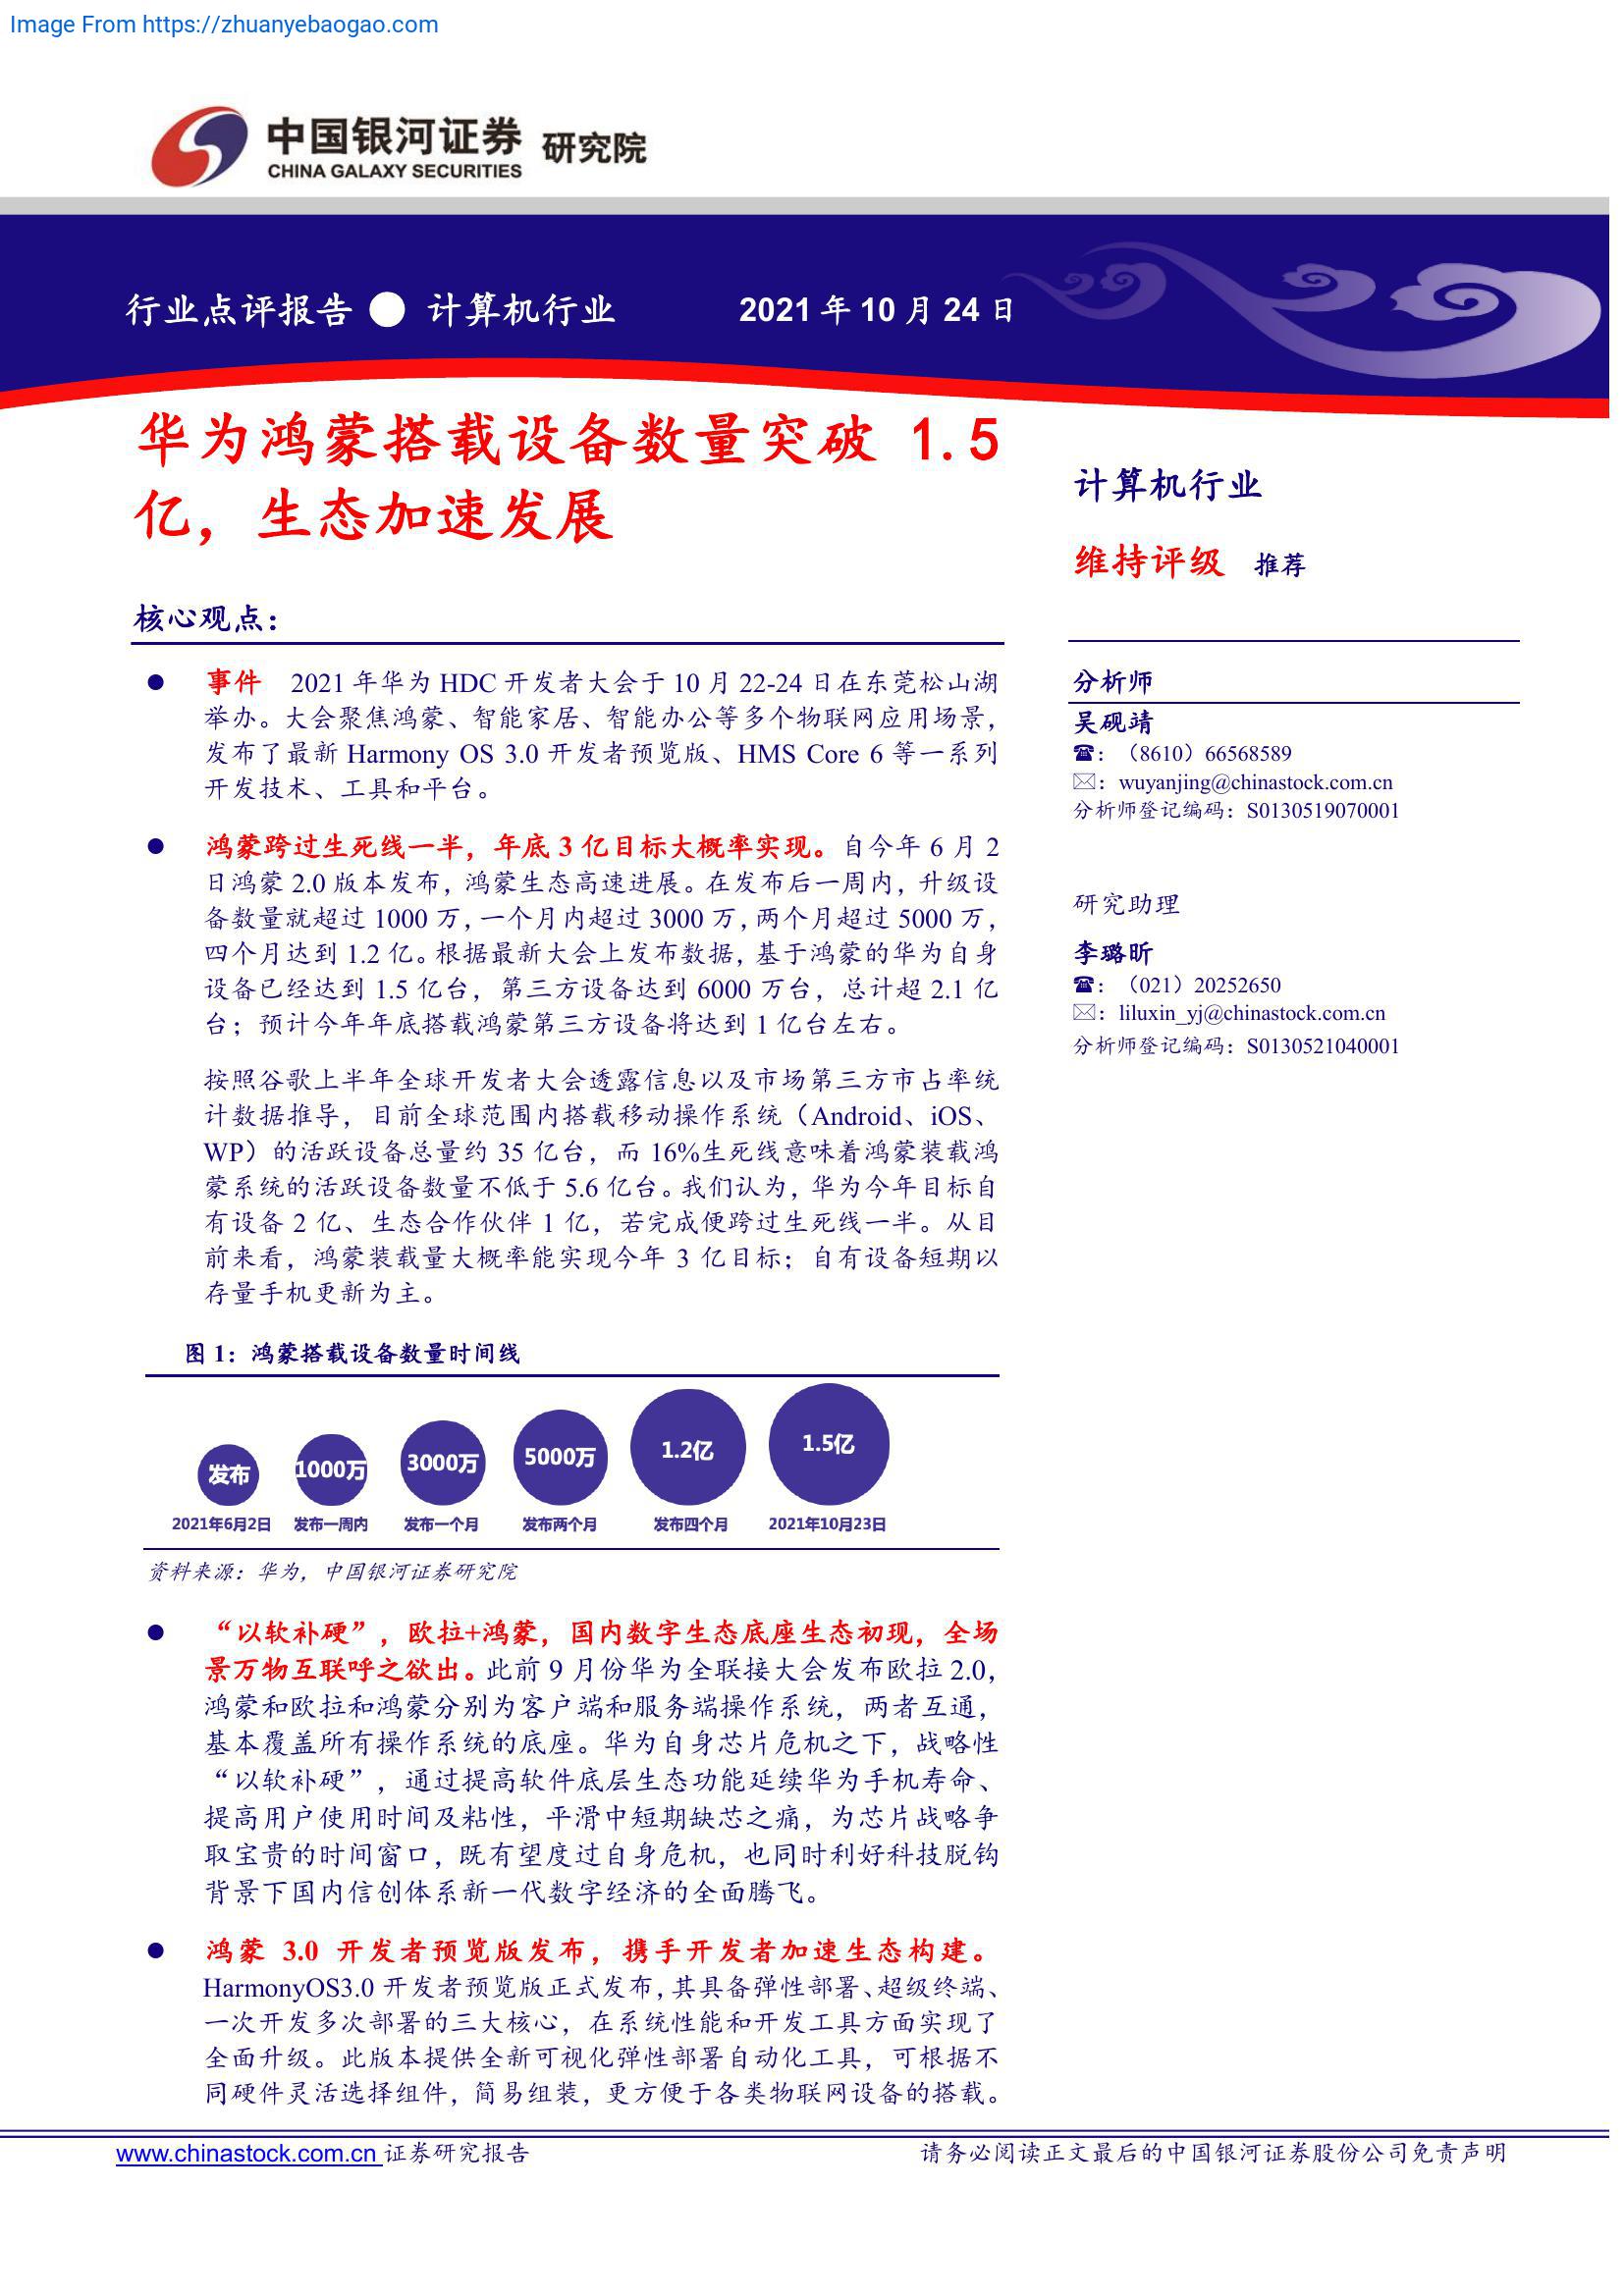 Image From https://zhuanyebaogao.com
中国银河证券 研究院
CHINA GALAXY SECURITIES
行业点评报告 ● 计算机行业 2021 年 10 月 24 日
华为鸿蒙搭载设备数量突破 1.5
亿，生态加速发展
核心观点：
● 事件 2021 年华为 HDC 开发者大会于 10 月 22-24 日在东莞松山湖
举办。大会聚焦鸿蒙、智能家居、智能办公等多个物联网应用场景，
发布了最新 Harmony OS 3.0 开发者预览版、HMS Core 6 等一系列
开发技术、工具和平台。
● 鸿蒙跨过生死线一半，年底 3 亿目标大概率实现。自今年 6 月 2
日鸿蒙 2.0 版本发布，鸿蒙生态高速进展。在发布后一周内，升级设
备数量就超过 1000 万，一个月内超过 3000 万，两个月超过 5000 万，
四个月达到 1.2 亿。根据最新大会上发布数据，基于鸿蒙的华为自身
设备已经达到 1.5 亿台，第三方设备达到 6000 万台，总计超 2.1 亿
台；预计今年年底搭载鸿蒙第三方设备将达到 1 亿台左右。
按照谷歌上半年全球开发者大会透露信息以及市场第三方市占率统
计数据推导，目前全球范围内搭载移动操作系统（Android、iOS、
WP）的活跃设备总量约 35 亿台，而 16%生死线意味着鸿蒙装载鸿
蒙系统的活跃设备数量不低于 5.6 亿台。我们认为，华为今年目标自
有设备 2 亿、生态合作伙伴 1 亿，若完成便跨过生死线一半。从目
前来看，鸿蒙装载量大概率能实现今年 3 亿目标；自有设备短期以
存量手机更新为主。
图 1：鸿蒙搭载设备数量时间线
发布 1000万 3000万 5000万 1.2亿 1.5亿
2021年6月2日 发布一周内 发布一个月 发布两个月 发布四个月 2021年10月23日
资料来源：华为，中国银河证券研究院
● “以软补硬”，欧拉+鸿蒙，国内数字生态底座生态初现，全场
景万物互联呼之欲出。此前 9 月份华为全联接大会发布欧拉 2.0，
鸿蒙和欧拉和鸿蒙分别为客户端和服务端操作系统，两者互通，
基本覆盖所有操作系统的底座。华为自身芯片危机之下，战略性
“以软补硬”，通过提高软件底层生态功能延续华为手机寿命、
提高用户使用时间及粘性，平滑中短期缺芯之痛，为芯片战略争
取宝贵的时间窗口，既有望度过自身危机，也同时利好科技脱钩
背景下国内信创体系新一代数字经济的全面腾飞。
● 鸿蒙 3.0 开发者预览版发布，携手开发者加速生态构建。
HarmonyOS3.0 开发者预览版正式发布，其具备弹性部署、超级终端、
一次开发多次部署的三大核心，在系统性能和开发工具方面实现了
全面升级。此版本提供全新可视化弹性部署自动化工具，可根据不
同硬件灵活选择组件，简易组装，更方便于各类物联网设备的搭载。
计算机行业
维持评级 推荐
分析师
吴砚靖
☎：（8610）66568589
✉：wuyanjing@chinastock.com.cn
分析师登记编码：S0130519070001
研究助理
李璐昕
☎：（021）20252650
✉：liluxin_yj@chinastock.com.cn
分析师登记编码：S0130521040001
www.chinastock.com.cn 证券研究报告 请务必阅读正文最后的中国银河证券股份公司免责声明